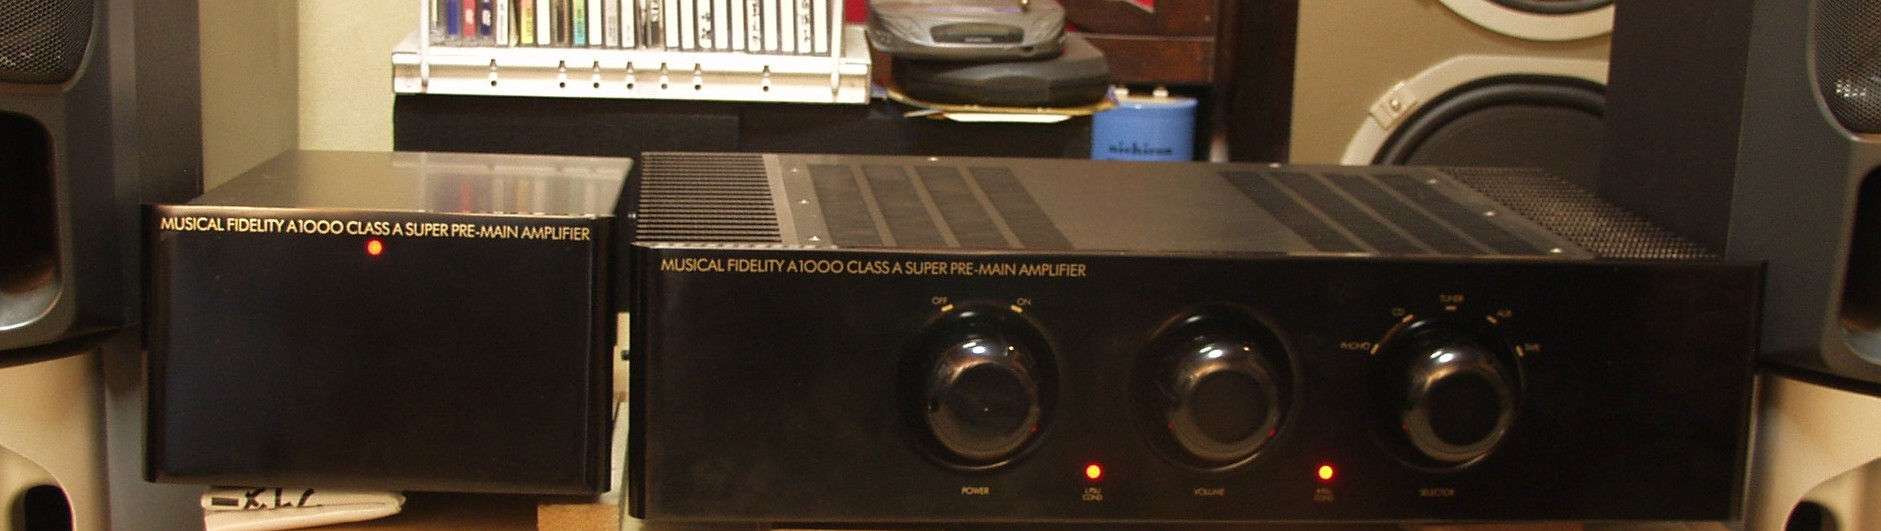 nichicon
MUSICAL FIDELITY A1000 CLASS A SUPER PRE-MAIN AMPLIFIER
MUSICAL FIDELITY A1000 CLASS A SUPER PRE-MAIN AMPLIFIER
OFF ON
PHONO CD TUNER AUX TAPE
POWER
VOLUME
SELECTOR